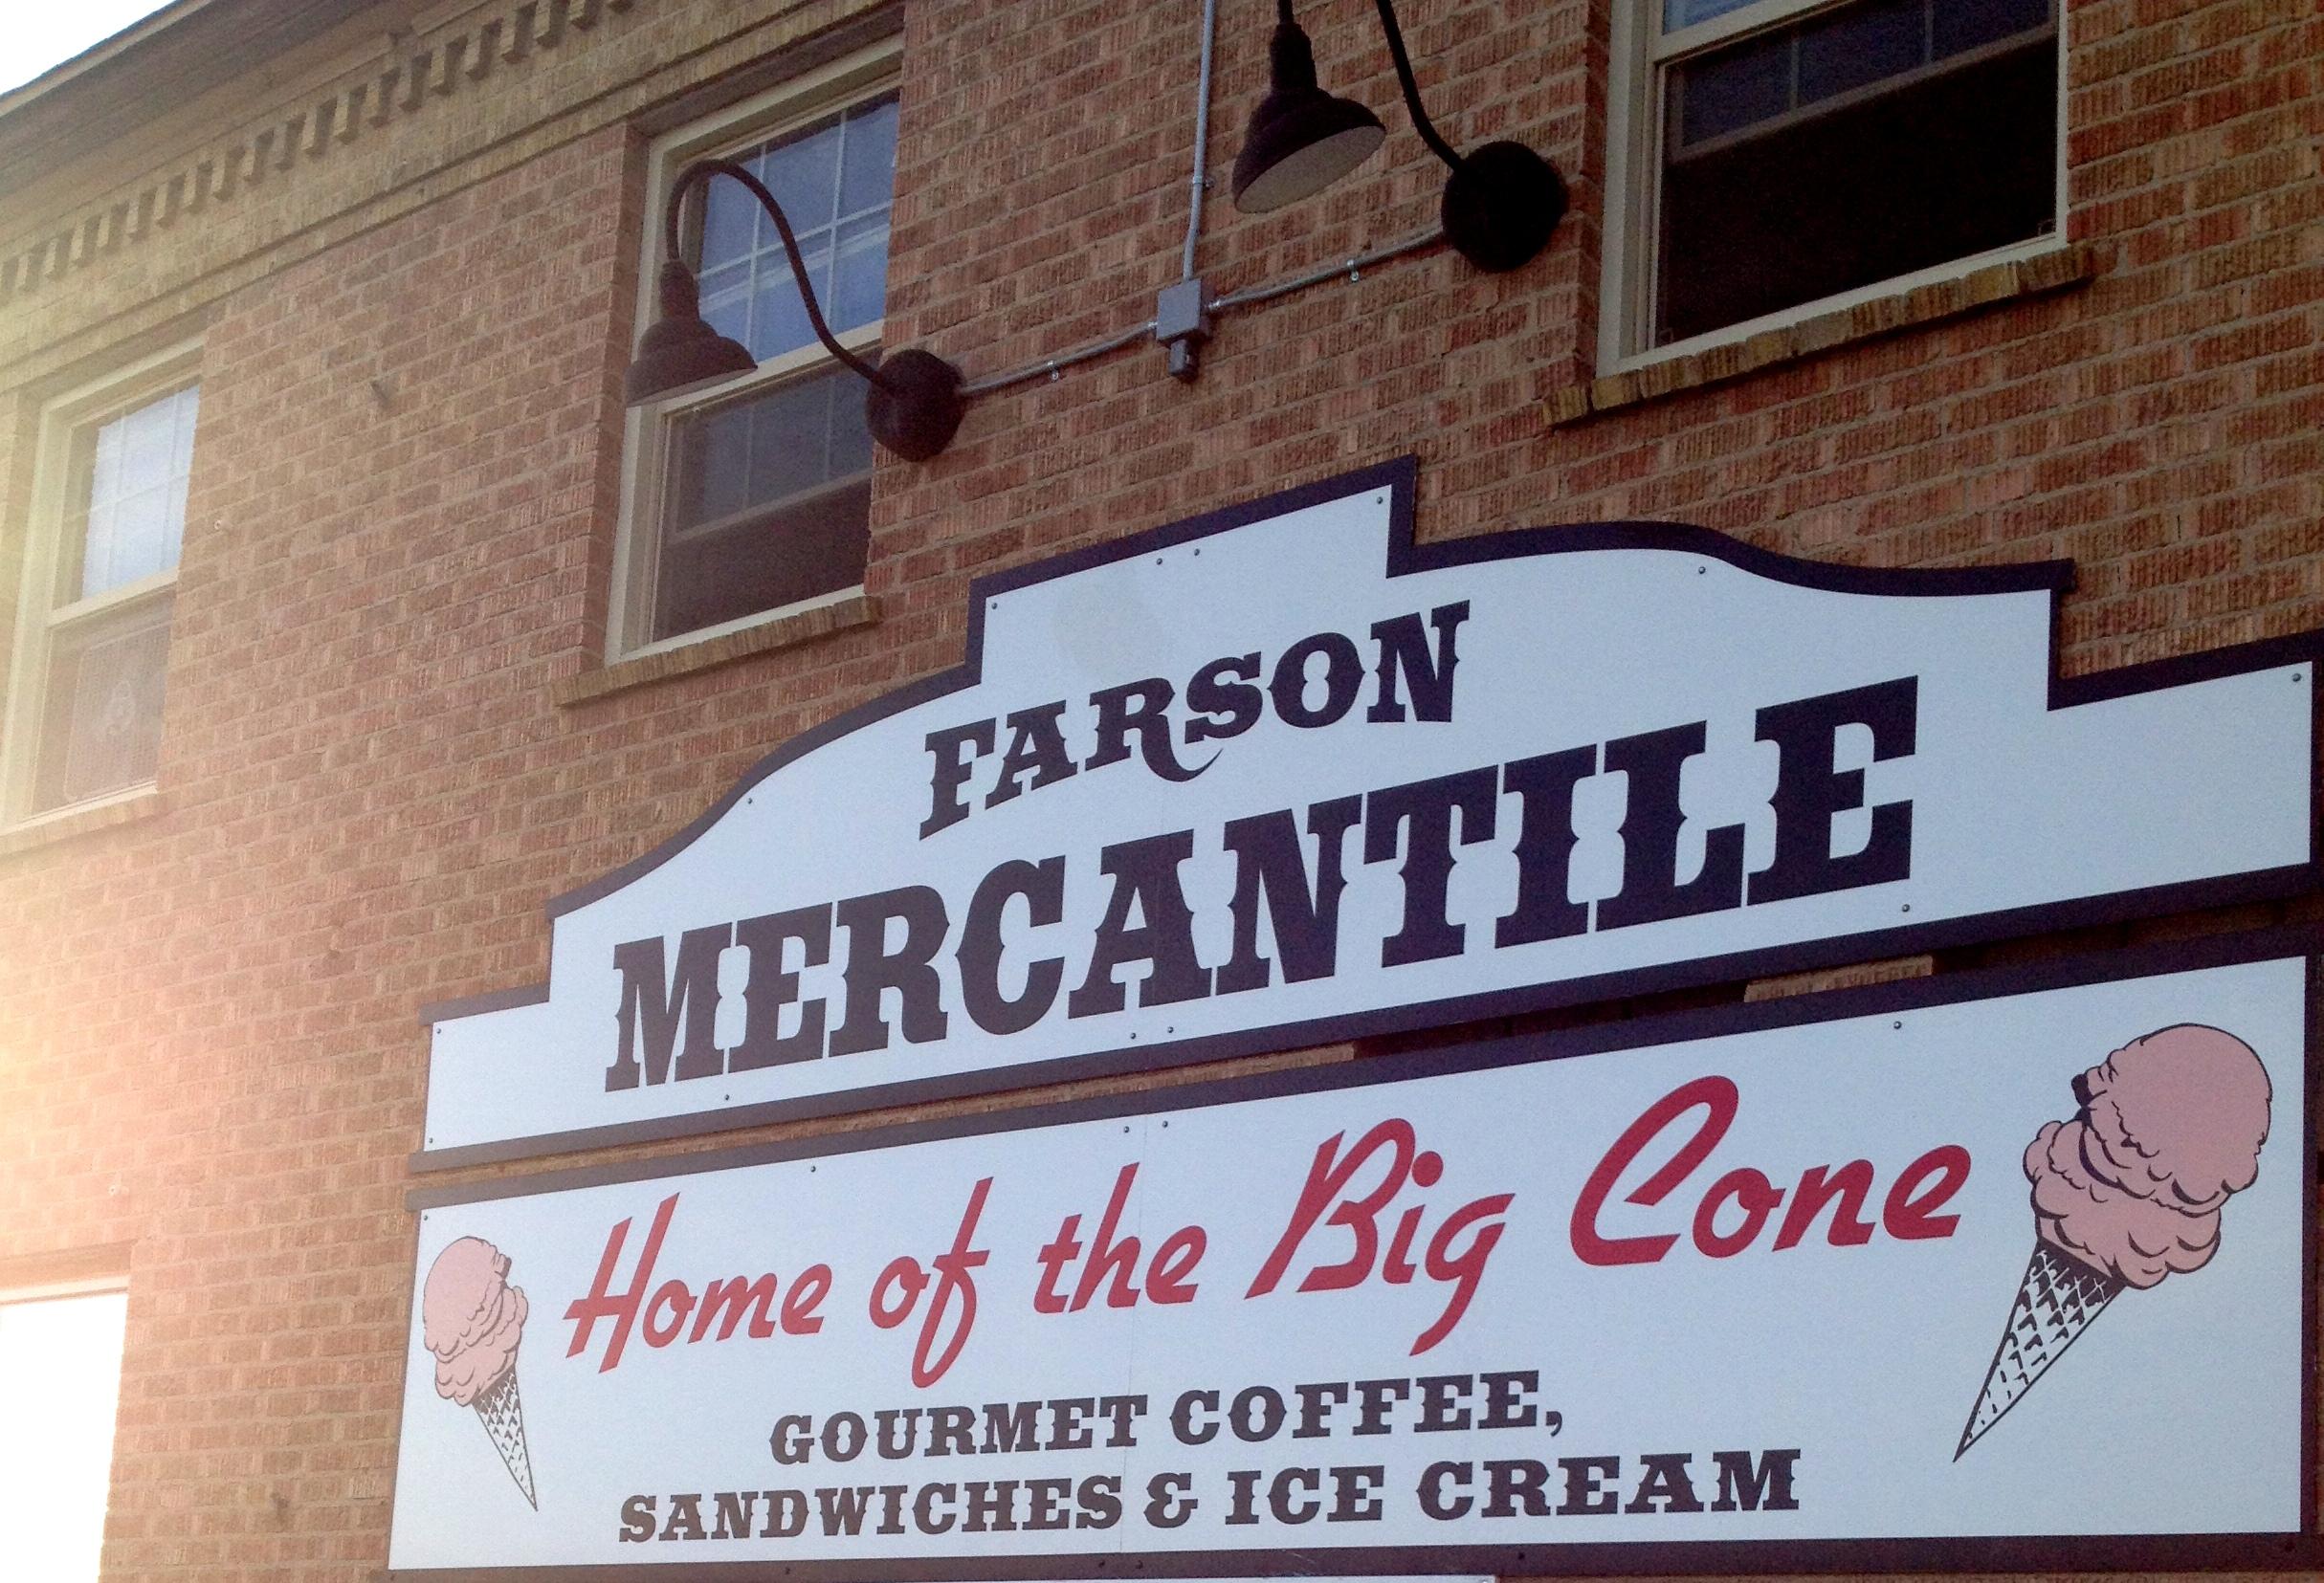 FARSON
MERCANTILE
Home of the Big Cone
GOURMET COFFEE,
SANDWICHES & ICE CREAM